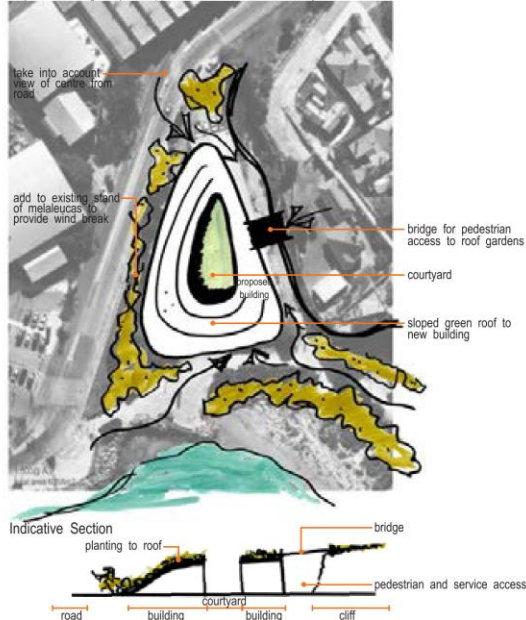 take into account
view of centre from
road
add to existing stand
of melaleucas to
provide wind break
bridge for pedestrian
access to roof gardens
courtyard
proposed
building
sloped green roof to
new building
Indicative Section
planting to roof
bridge
pedestrian and service access
courtyard
road
building
building
cliff